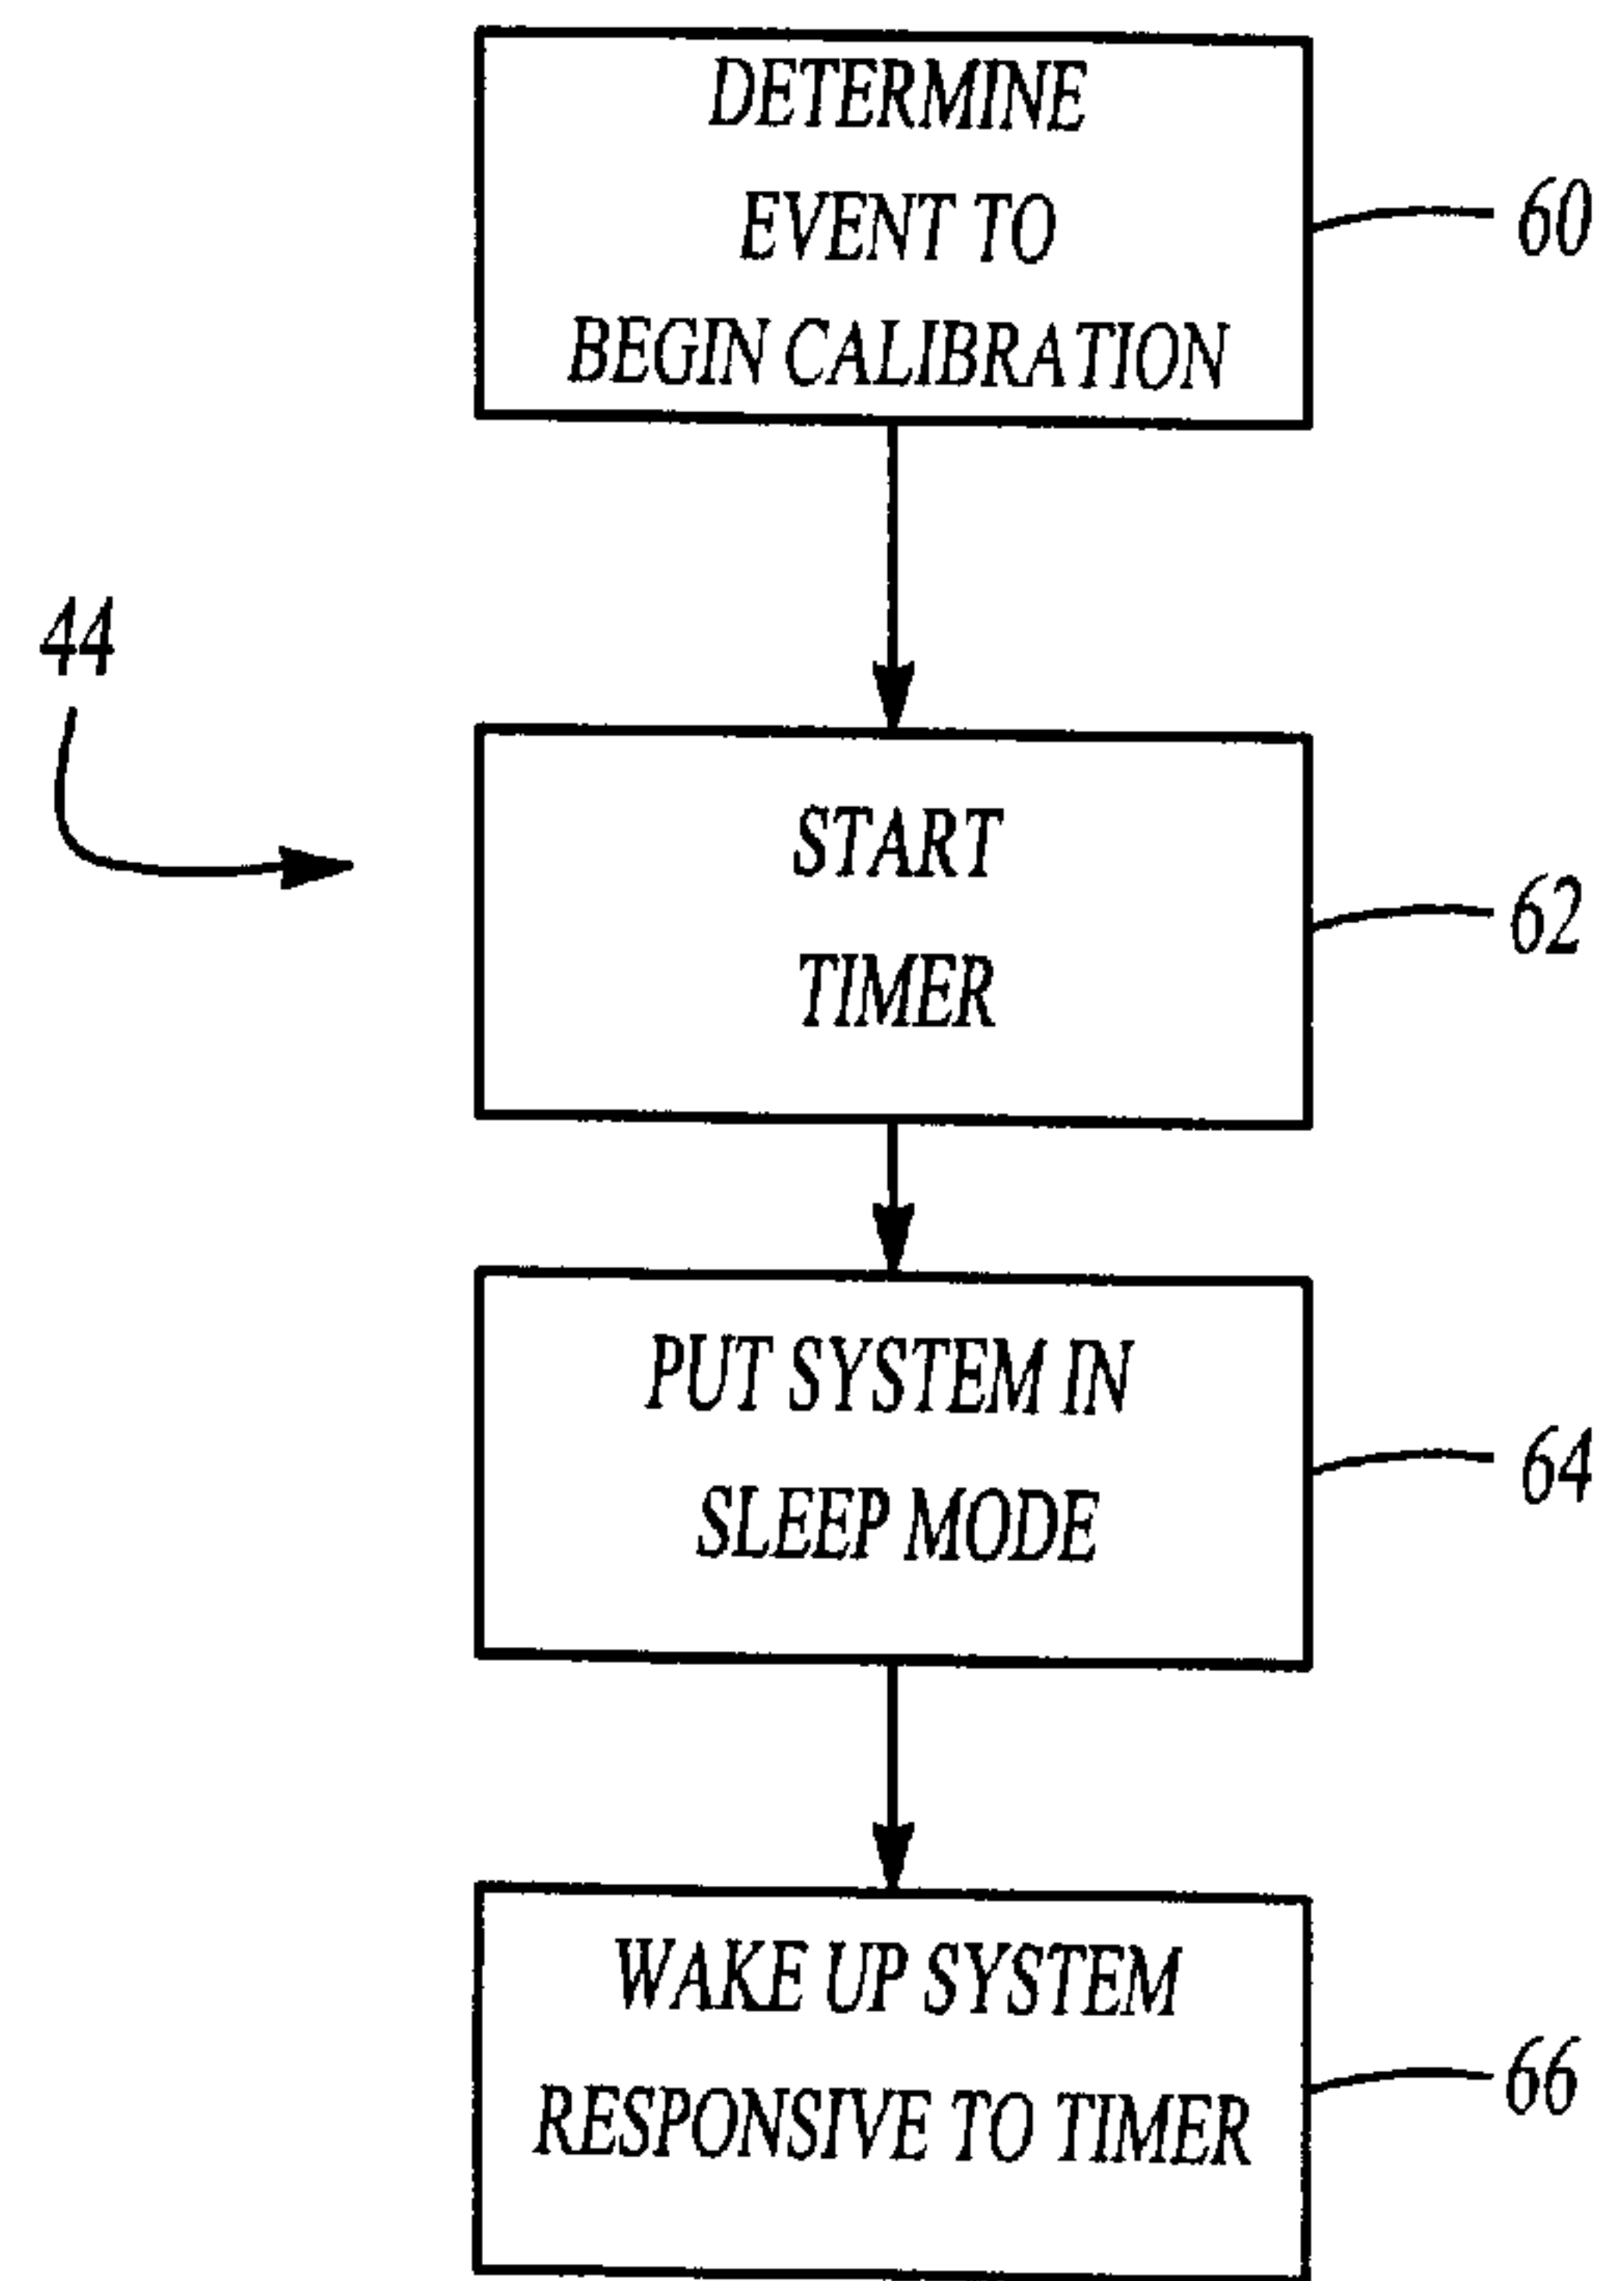 DETERMINE
EVENT TO
BEGIN CALIBRATION
60
44
START
TIMER
62
PUT SYSTEM IN
SLEEP MODE
64
WAKE UP SYSTEM
RESPONSIVE TO TIMER
66